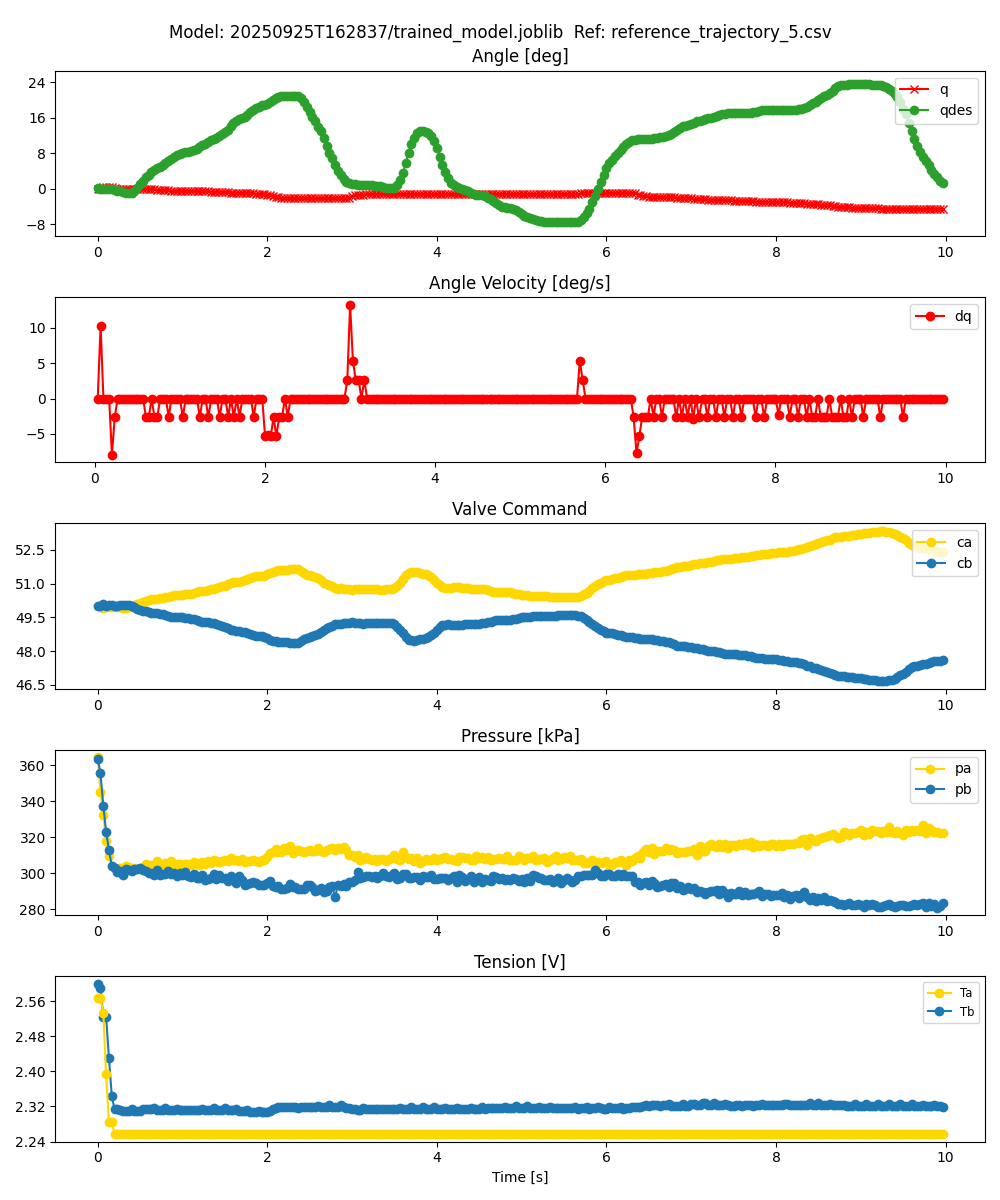 Model: 20250925T162837/trained_model.joblib  Ref: reference_trajectory_5.csv
Angle [deg]
24
16
8
0
−8
q
qdes
0 2 4 6 8 10
Angle Velocity [deg/s]
10
5
0
−5
dq
0 2 4 6 8 10
Valve Command
52.5
51.0
49.5
48.0
46.5
ca
cb
0 2 4 6 8 10
Pressure [kPa]
360
340
320
300
280
pa
pb
0 2 4 6 8 10
Tension [V]
2.56
2.48
2.40
2.32
2.24
Ta
Tb
0 2 4 6 8 10
Time [s]